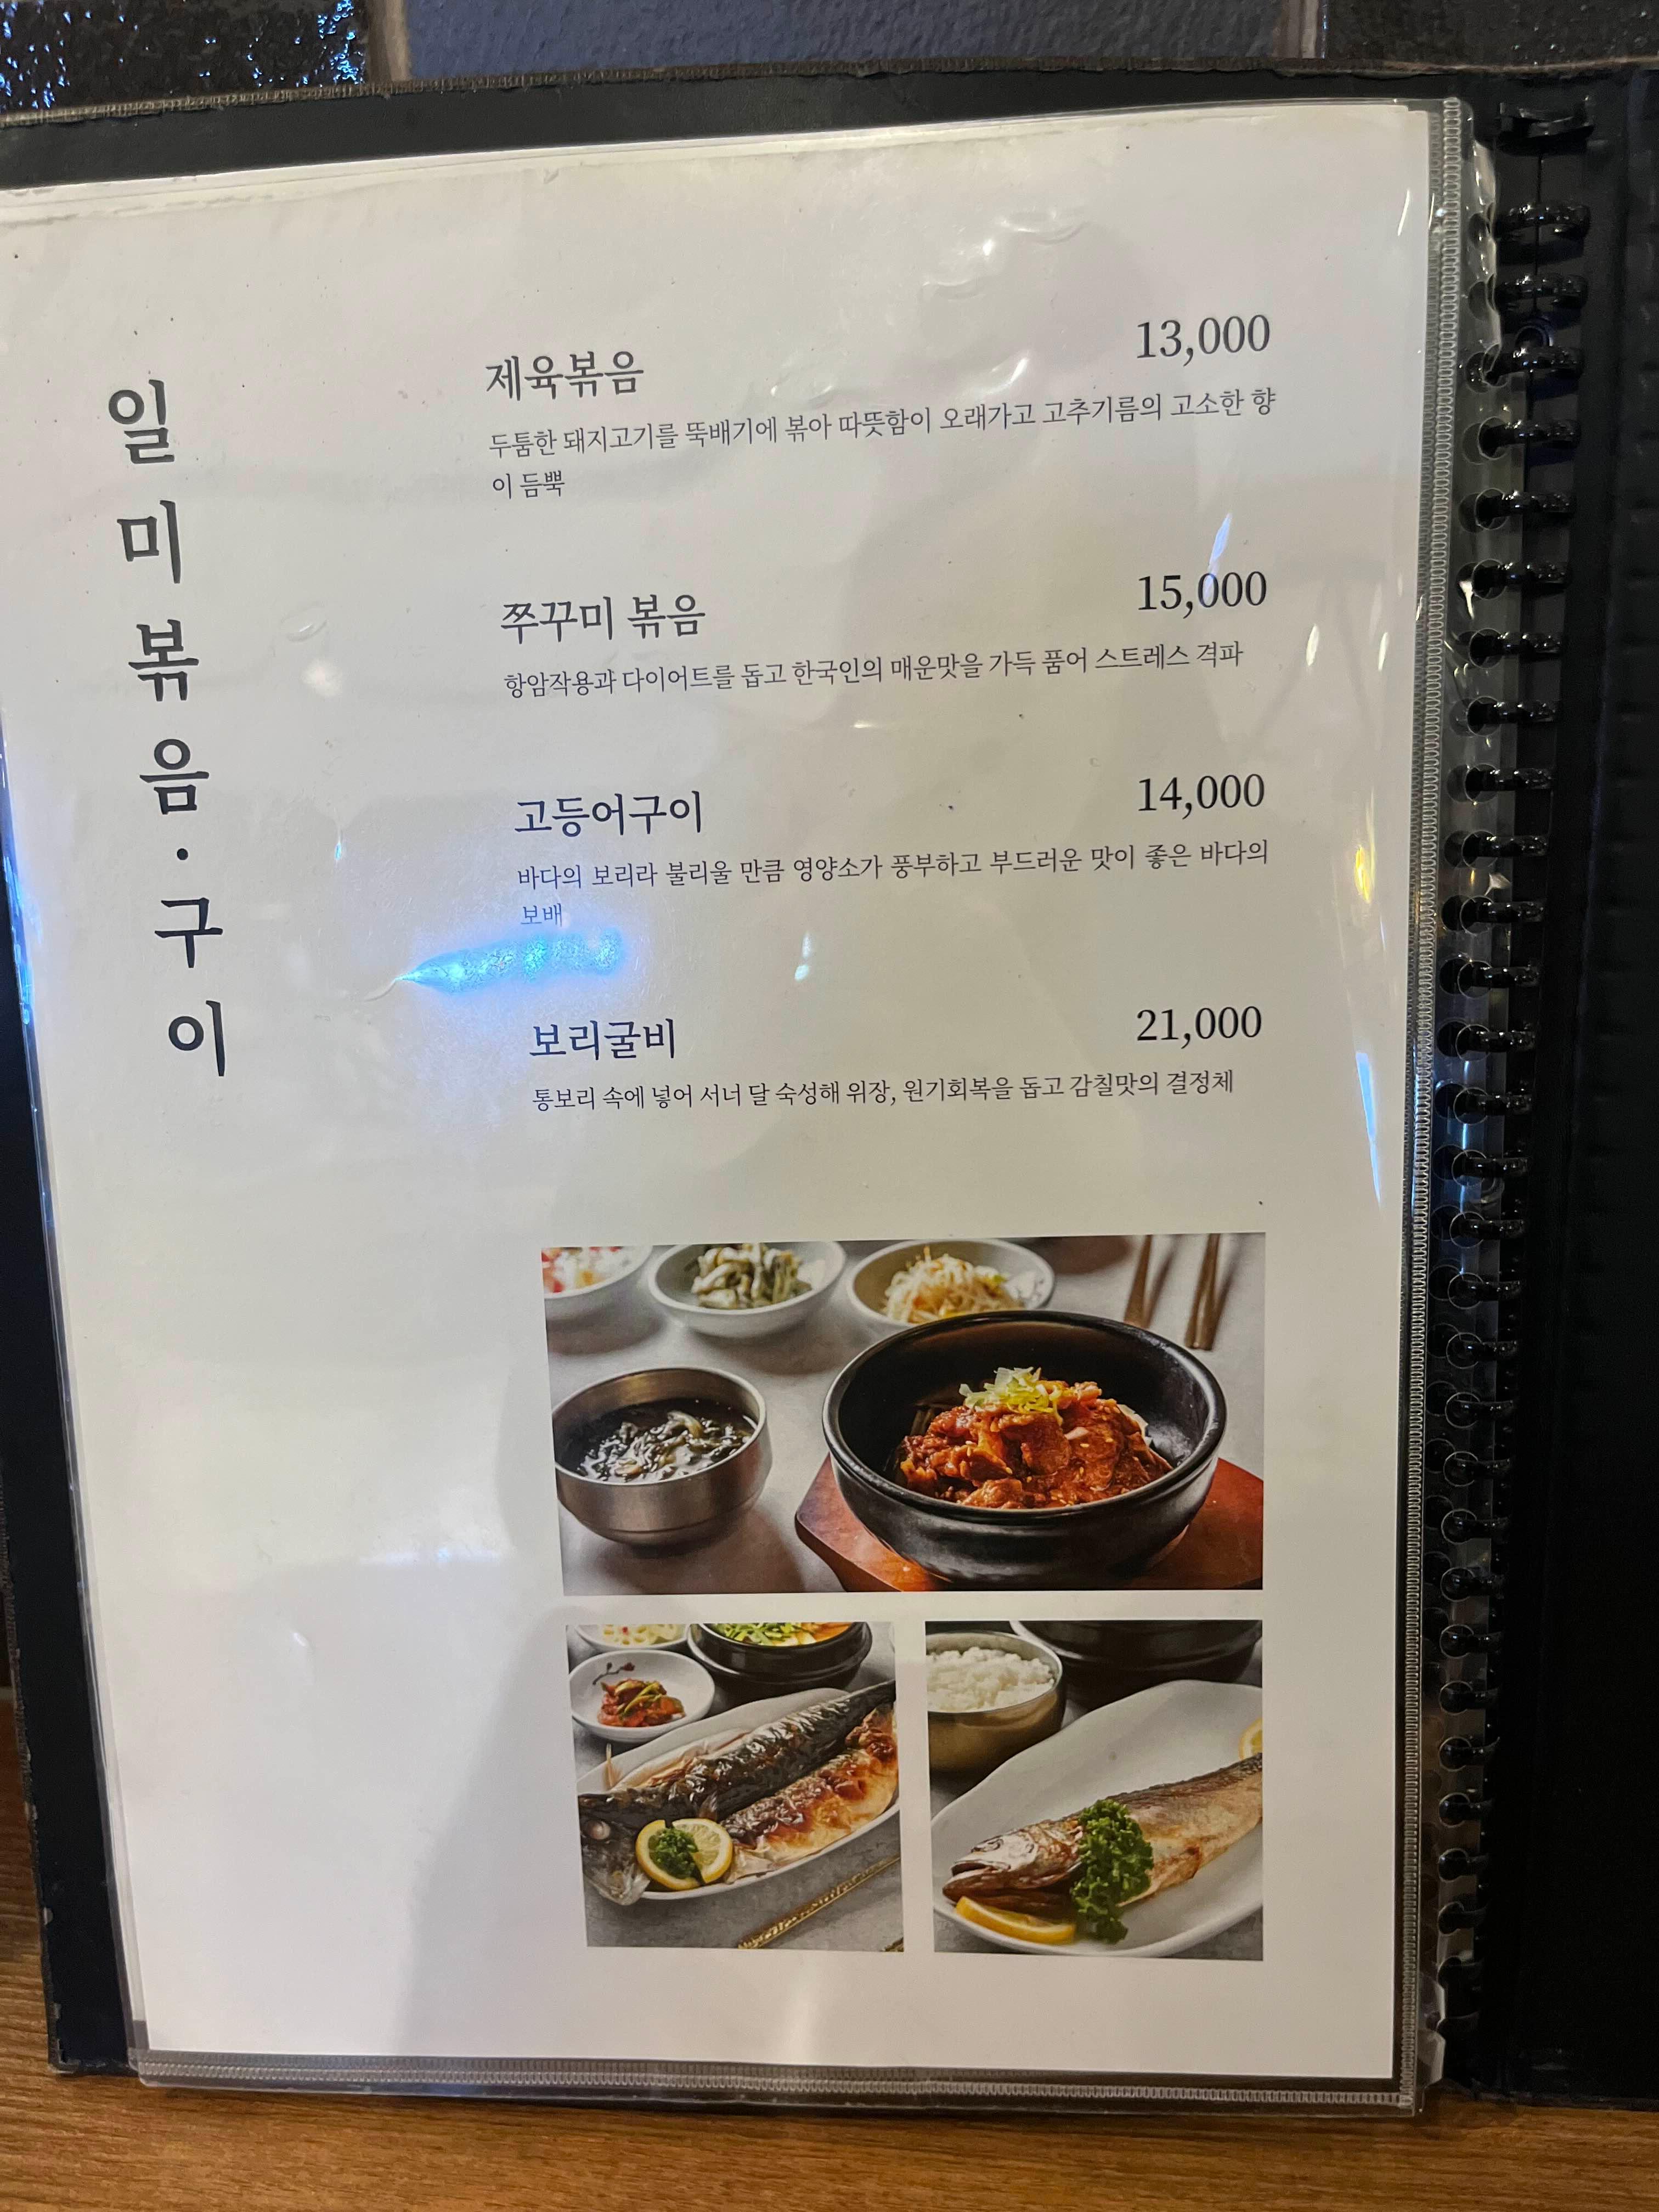 일미볶음·구이
제육볶음 13,000
두툼한 돼지고기를 뚝배기에 볶아 따뜻함이 오래가고 고추기름의 고소한 향
이 듬뿍
쭈꾸미 볶음 15,000
항암작용과 다이어트를 돕고 한국인의 매운맛을 가득 품어 스트레스 격파
고등어구이 14,000
바다의 보리라 불리울 만큼 영양소가 풍부하고 부드러운 맛이 좋은 바다의
보배
보리굴비 21,000
통보리 속에 넣어 서너 달 숙성해 위장, 원기회복을 돕고 감칠맛의 결정체